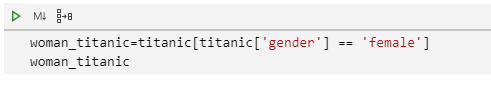 M↓
woman_titanic=titanic[titanic['gender'] == 'female']
woman_titanic